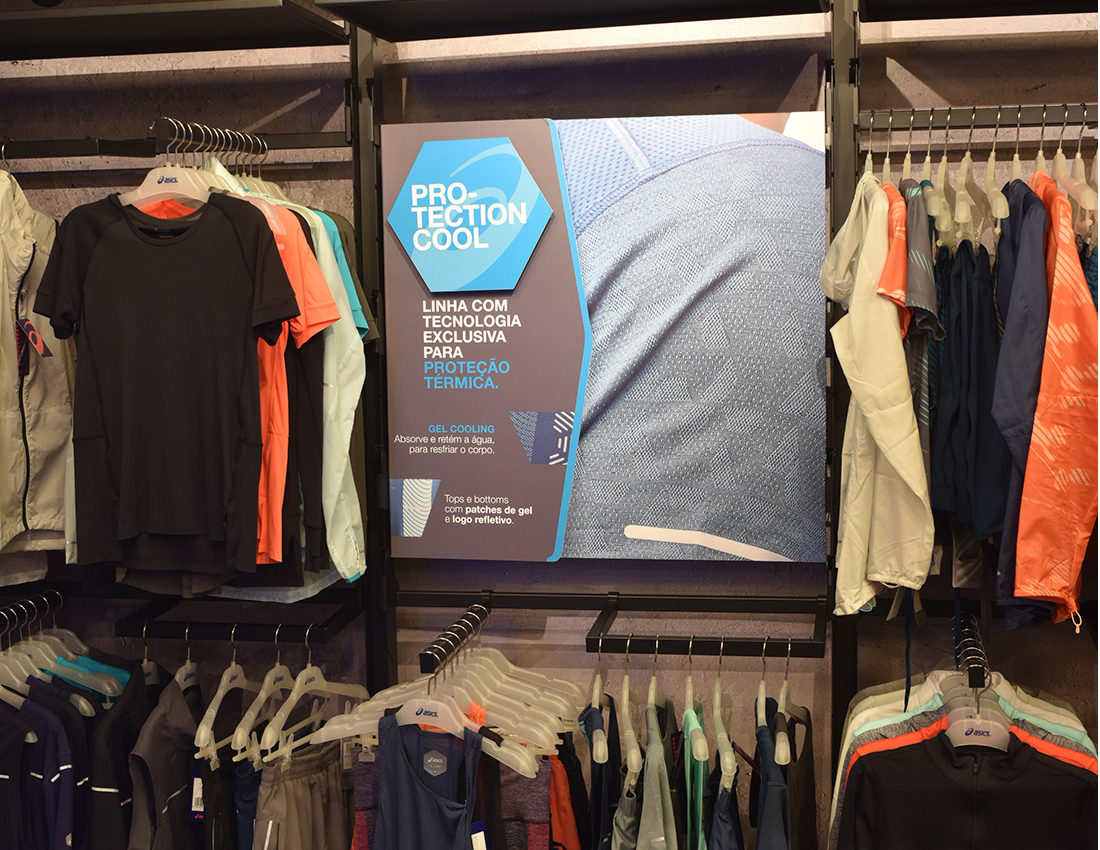 asics
PRO-
TECTION
COOL
LINHA COM
TECNOLOGIA
EXCLUSIVA
PARA
PROTEÇÃO
TÉRMICA.
GEL COOLING
Absorve e retém a água,
para resfriar o corpo.
Tops e bottoms
com patches de gel
e logo refletivo.
asics
asics
asics